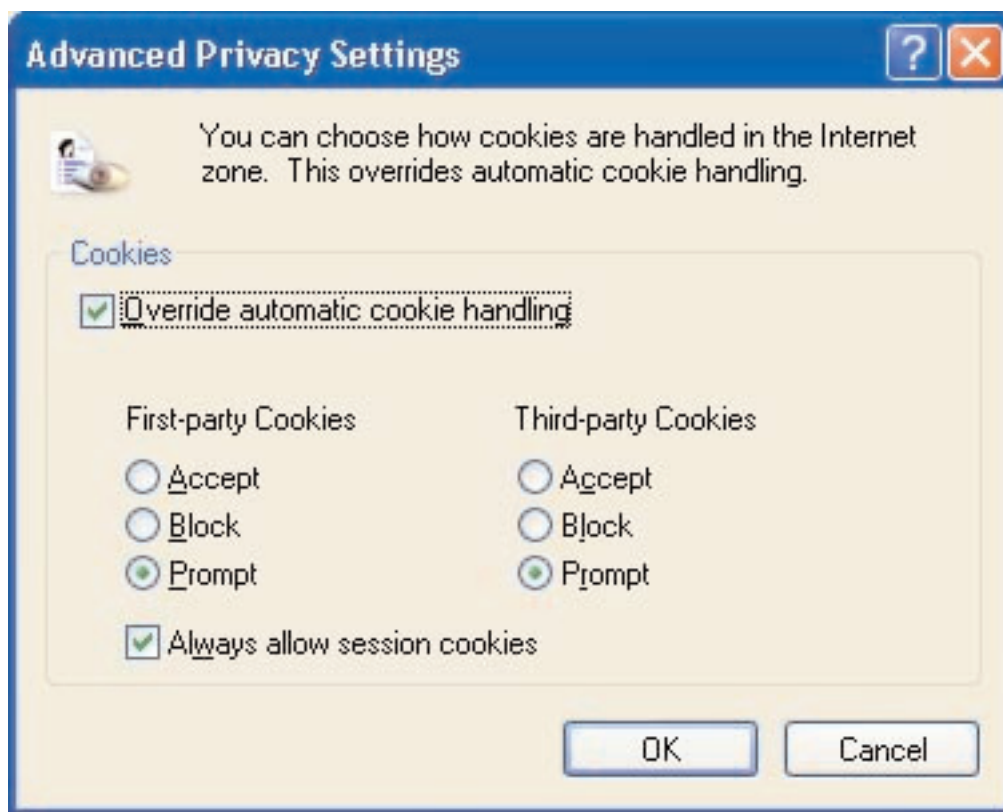 Advanced Privacy Settings
?
You can choose how cookies are handled in the Internet
zone. This overrides automatic cookie handling.
Cookies
Override automatic cookie handling
First-party Cookies
Third-party Cookies
Accept
Accept
Block
Block
Prompt
Prompt
Always allow session cookies
OK
Cancel